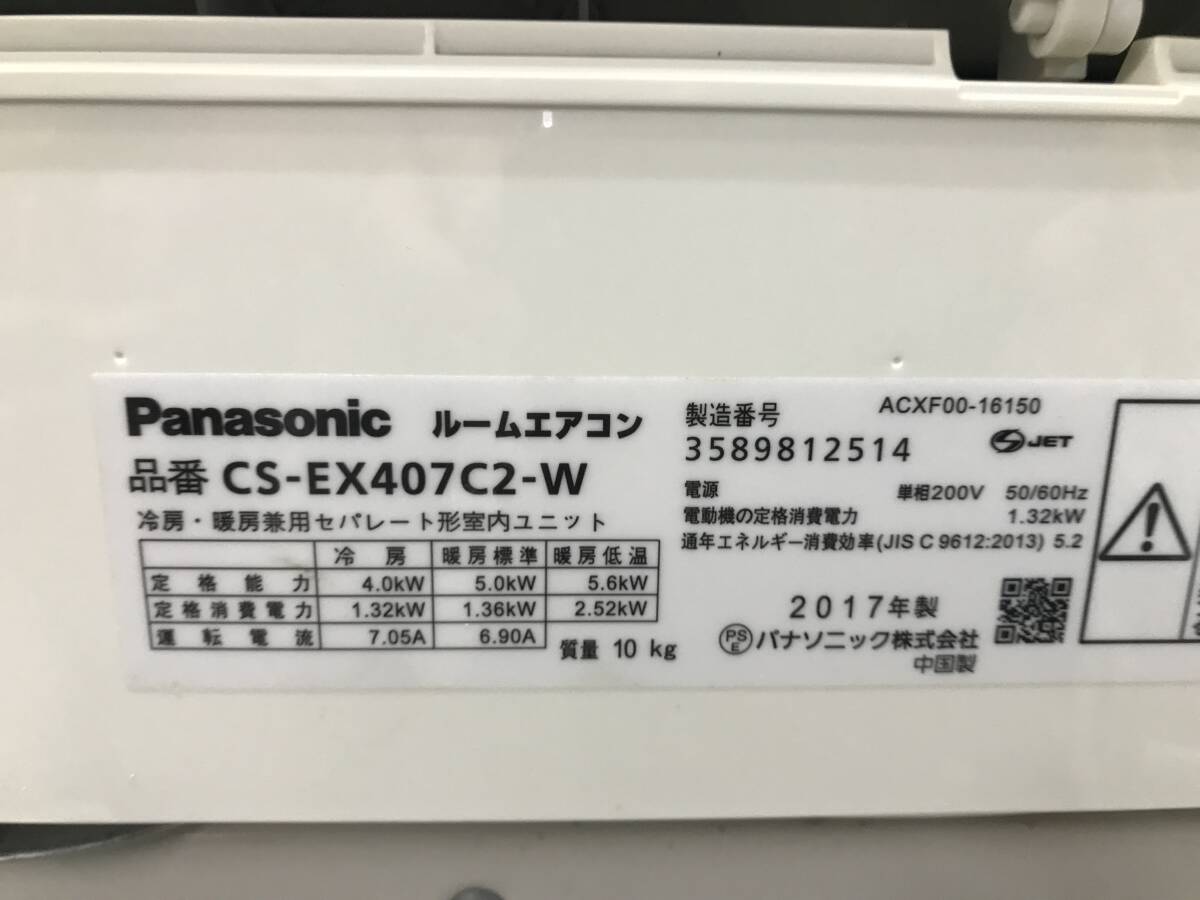 Panasonic ルームエアコン
品番 CS-EX407C2-W
冷房・暖房兼用セパレート形室内ユニット
冷房 暖房標準 暖房低温
定格能力 4.0kW 5.0kW 5.6kW
定格消費電力 1.32kW 1.36kW 2.52kW
運転電流 7.05A 6.90A
質量 10 kg
製造番号 ACXF00-16150
3589812514
JET
電源 単相200V 50/60Hz
電動機の定格消費電力 1.32kW
通年エネルギー消費効率(JIS C 9612:2013) 5.2
2017年製
PSE パナソニック株式会社
中国製